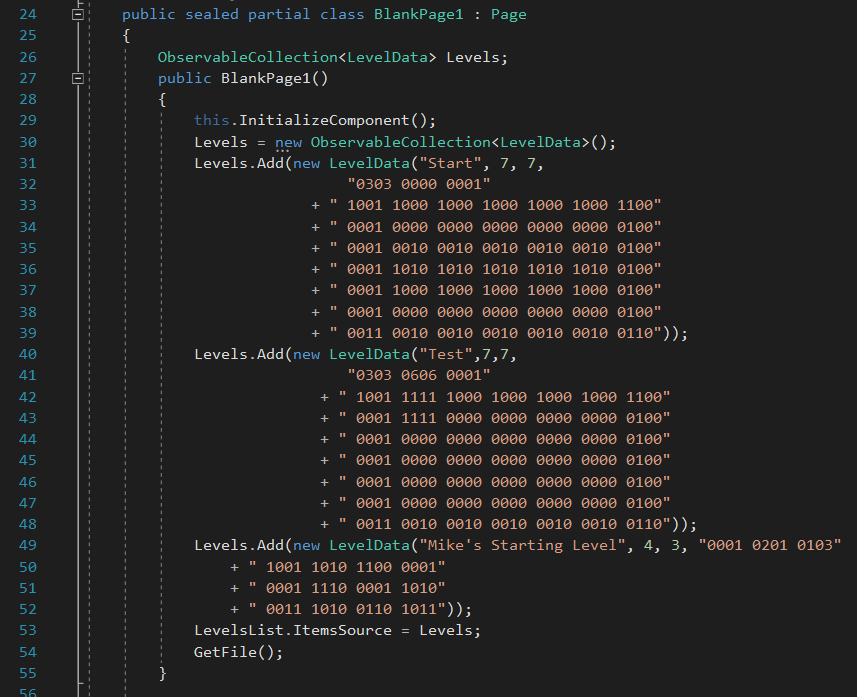 24 public sealed partial class BlankPage1 : Page
25 {
26 ObservableCollection<LevelData> Levels;
27 public BlankPage1()
28 {
29 this.InitializeComponent();
30 Levels = new ObservableCollection<LevelData>();
31 Levels.Add(new LevelData("Start", 7, 7,
32 "0303 0000 0001"
33 + " 1001 1000 1000 1000 1000 1000 1100"
34 + " 0001 0000 0000 0000 0000 0000 0100"
35 + " 0001 0010 0010 0010 0010 0010 0100"
36 + " 0001 1010 1010 1010 1010 1010 0100"
37 + " 0001 1000 1000 1000 1000 1000 0100"
38 + " 0001 0000 0000 0000 0000 0000 0100"
39 + " 0011 0010 0010 0010 0010 0010 0110"));
40 Levels.Add(new LevelData("Test",7,7,
41 "0303 0606 0001"
42 + " 1001 1111 1000 1000 1000 1000 1100"
43 + " 0001 1111 0000 0000 0000 0000 0100"
44 + " 0001 0000 0000 0000 0000 0000 0100"
45 + " 0001 0000 0000 0000 0000 0000 0100"
46 + " 0001 0000 0000 0000 0000 0000 0100"
47 + " 0001 0000 0000 0000 0000 0000 0100"
48 + " 0011 0010 0010 0010 0010 0010 0110"));
49 Levels.Add(new LevelData("Mike's Starting Level", 4, 3, "0001 0201 0103"
50 + " 1001 1010 1100 0001"
51 + " 0001 1110 0001 1010"
52 + " 0011 1010 0110 1011"));
53 LevelsList.ItemsSource = Levels;
54 GetFile();
55 }
56